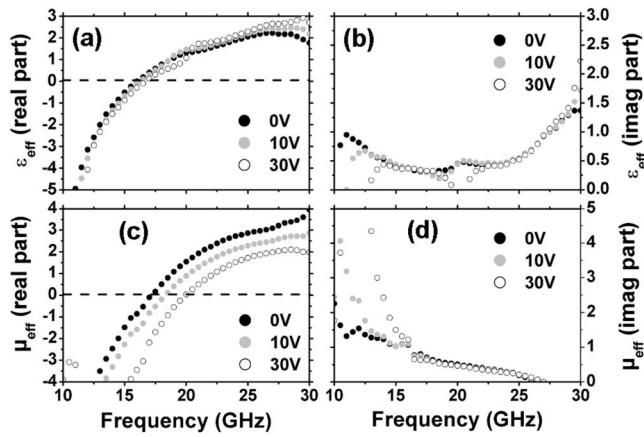 (a)
ε_eff (real part)
3
2
1
0
-1
-2
-3
-4
-5
0V
10V
30V
(b)
0V
10V
30V
3.0
2.5
2.0
1.5
1.0
0.5
0.0
ε_eff (imag part)
(c)
μ_eff (real part)
4
3
2
1
0
-1
-2
-3
-4
0V
10V
30V
10 15 20 25 30
Frequency (GHz)
(d)
0V
10V
30V
5
4
3
2
1
0
μ_eff (imag part)
10 15 20 25 30
Frequency (GHz)